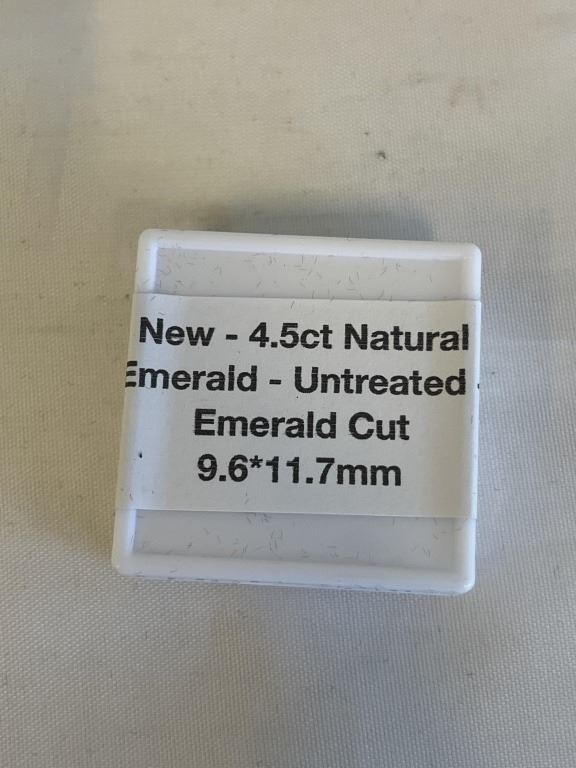 New - 4.5ct Natural
Emerald - Untreated -
Emerald Cut
9.6*11.7mm